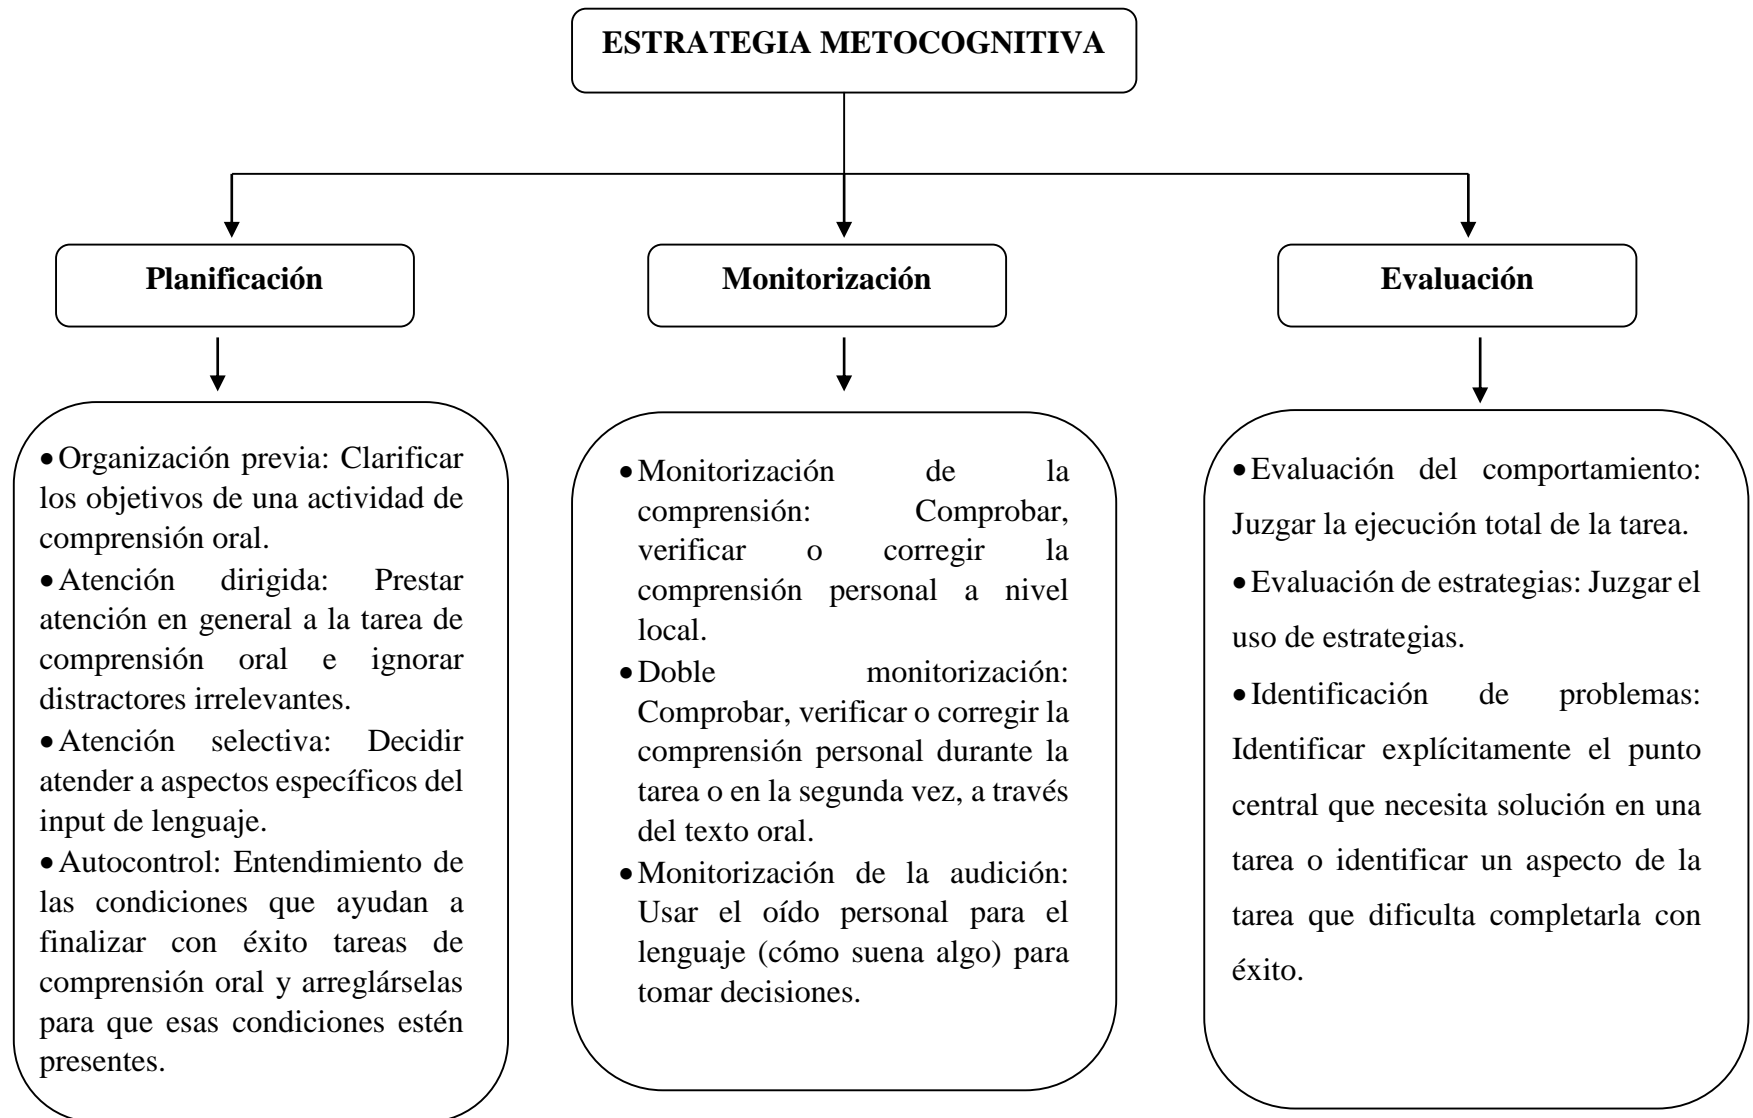 ESTRATEGIA METOCOGNITIVA
Planificación
Monitorización
Evaluación
•Organización previa: Clarificar
los objetivos de una actividad de
comprensión oral.
•Atención dirigida: Prestar
atención en general a la tarea de
comprensión oral e ignorar
distractores irrelevantes.
•Atención selectiva: Decidir
atender a aspectos específicos del
input de lenguaje.
•Autocontrol: Entendimiento de
las condiciones que ayudan a
finalizar con éxito tareas de
comprensión oral y arreglárselas
para que esas condiciones estén
presentes.
•Monitorización de la
comprensión: Comprobar,
verificar o corregir la
comprensión personal a nivel
local.
•Doble monitorización:
Comprobar, verificar o corregir la
comprensión personal durante la
tarea o en la segunda vez, a través
del texto oral.
•Monitorización de la audición:
Usar el oído personal para el
lenguaje (cómo suena algo) para
tomar decisiones.
•Evaluación del comportamiento:
Juzgar la ejecución total de la tarea.
•Evaluación de estrategias: Juzgar el
uso de estrategias.
•Identificación de problemas:
Identificar explícitamente el punto
central que necesita solución en una
tarea o identificar un aspecto de la
tarea que dificulta completarla con
éxito.